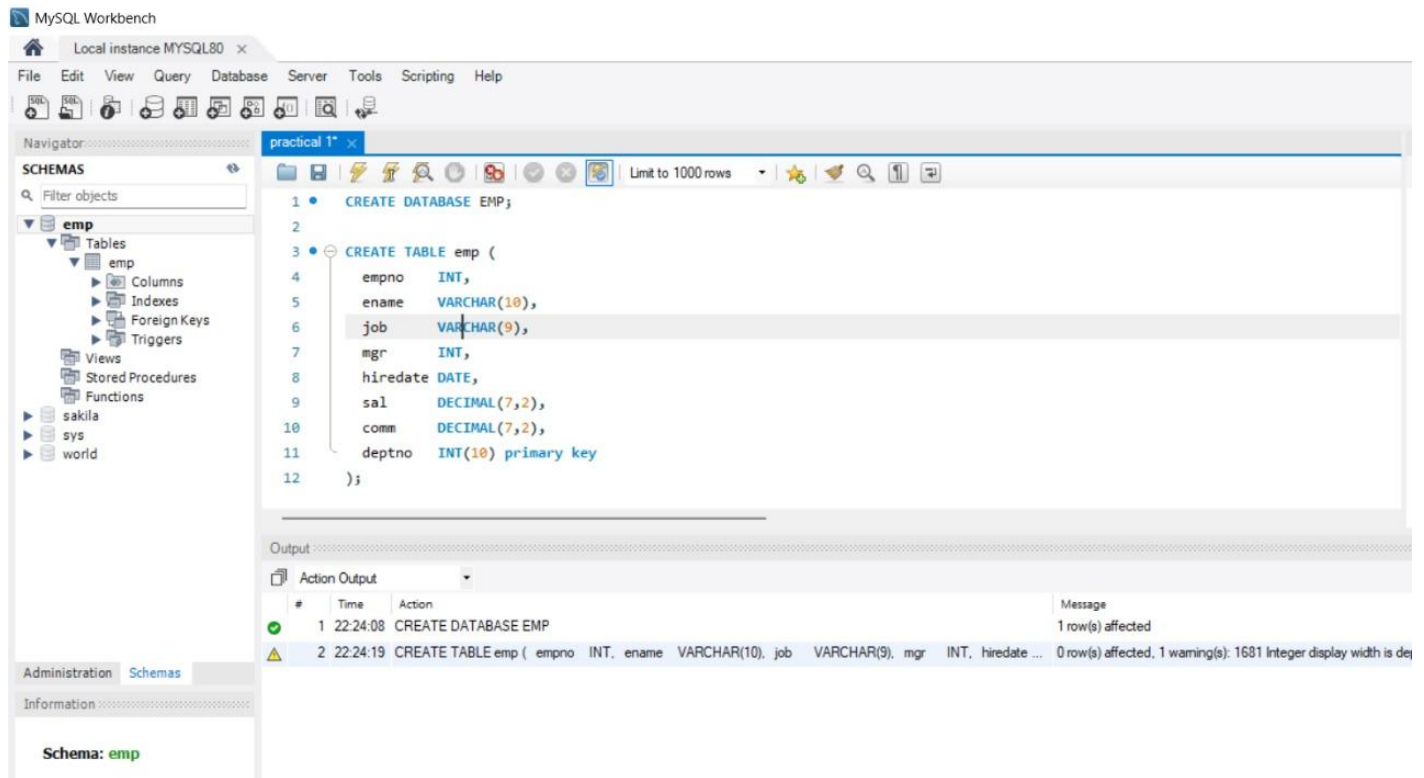 MySQL Workbench
Local instance MYSQL80 ×
File Edit View Query Database Server Tools Scripting Help
Navigator
SCHEMAS
Filter objects
emp
Tables
emp
Columns
Indexes
Foreign Keys
Triggers
Views
Stored Procedures
Functions
sakila
sys
world
Administration Schemas
Information
Schema: emp
practical 1* ×
Limit to 1000 rows
1 CREATE DATABASE EMP;
2
3 CREATE TABLE emp (
4 empno INT,
5 ename VARCHAR(10),
6 job VARCHAR(9),
7 mgr INT,
8 hiredate DATE,
9 sal DECIMAL(7,2),
10 comm DECIMAL(7,2),
11 deptno INT(10) primary key
12 );
Output
Action Output
# Time Action Message
1 22:24:08 CREATE DATABASE EMP 1 row(s) affected
2 22:24:19 CREATE TABLE emp ( empno INT, ename VARCHAR(10), job VARCHAR(9), mgr INT, hiredate ... 0 row(s) affected, 1 warning(s): 1681 Integer display width is dep